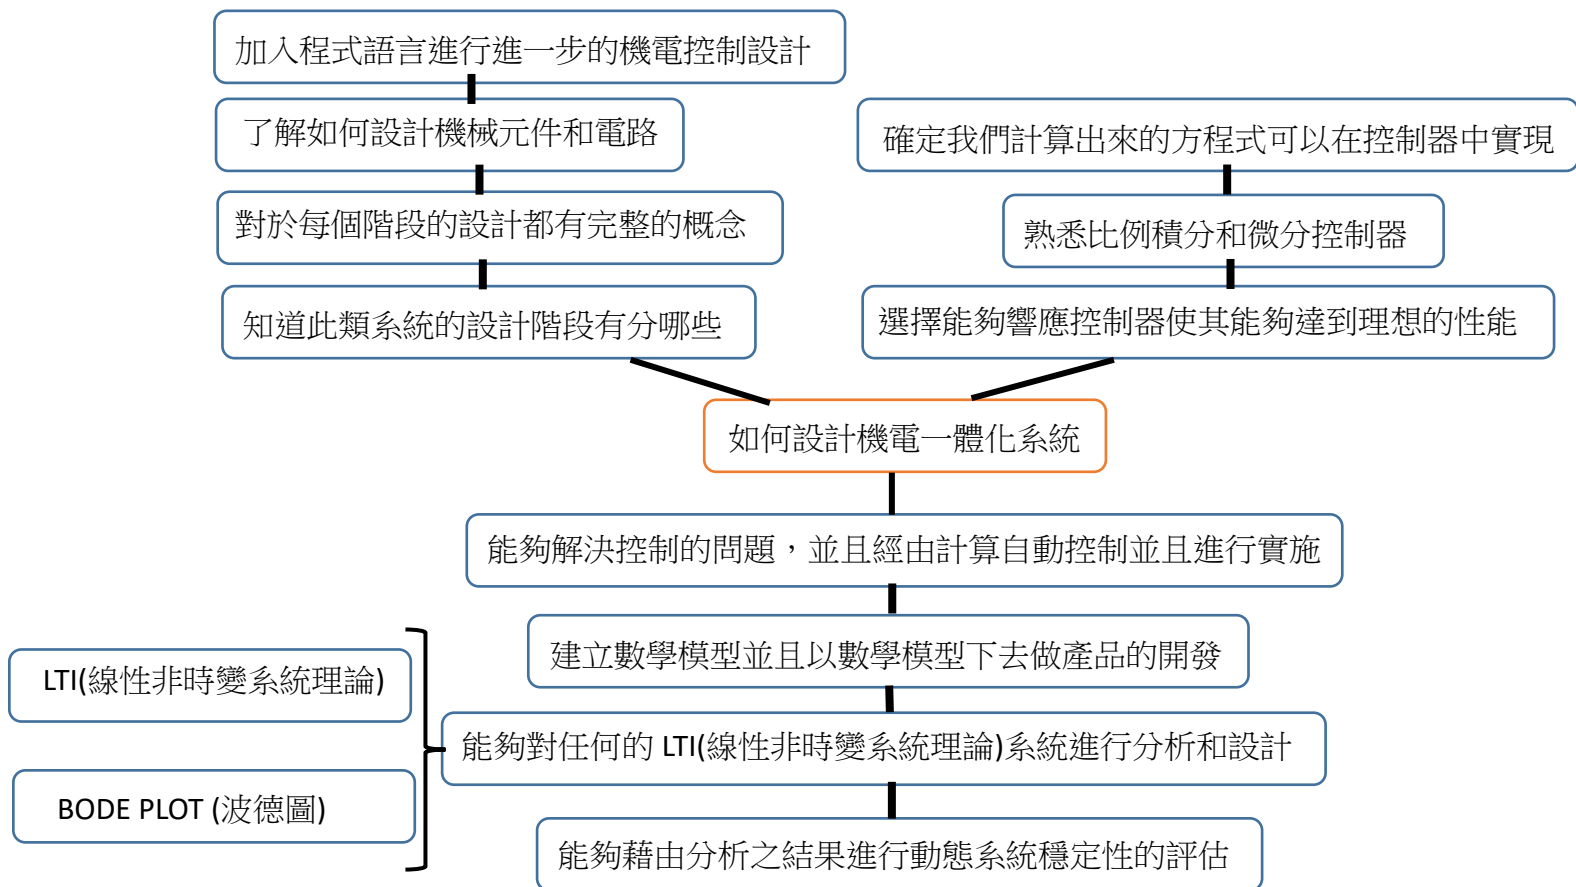 加入程式語言進行進一步的機電控制設計
了解如何設計機械元件和電路
確定我們計算出來的方程式可以在控制器中實現
對於每個階段的設計都有完整的概念
熟悉比例積分和微分控制器
知道此類系統的設計階段有分哪些
選擇能夠響應控制器使其能夠達到理想的性能
如何設計機電一體化系統
能夠解決控制的問題，並且經由計算自動控制並且進行實施
建立數學模型並且以數學模型下去做產品的開發
LTI(線性非時變系統理論)
能夠對任何的 LTI(線性非時變系統理論)系統進行分析和設計
BODE PLOT (波德圖)
能夠藉由分析之結果進行動態系統穩定性的評估